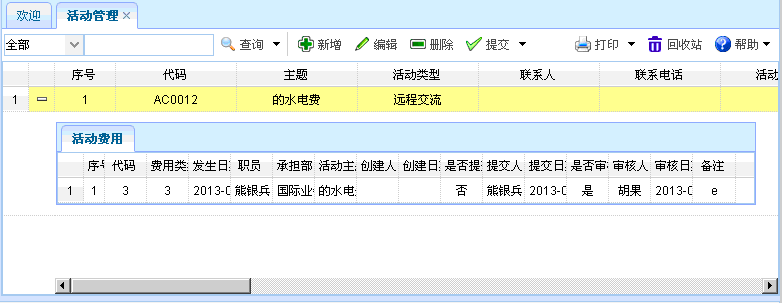 欢迎 活动管理
全部 查询 新增 编辑 删除 提交 打印 回收站 帮助
序号 代码 主题 活动类型 联系人 联系电话 活动
1 1 AC0012 的水电费 远程交流
活动费用
序号 代码 费用类 发生日 职员 承担部 活动主 创建人 创建日 是否提 提交人 提交日 是否审 审核人 审核日 备注
1 1 3 3 2013-0 熊银兵 国际业 的水电 否 熊银兵 2013-0 是 胡果 2013-0 e